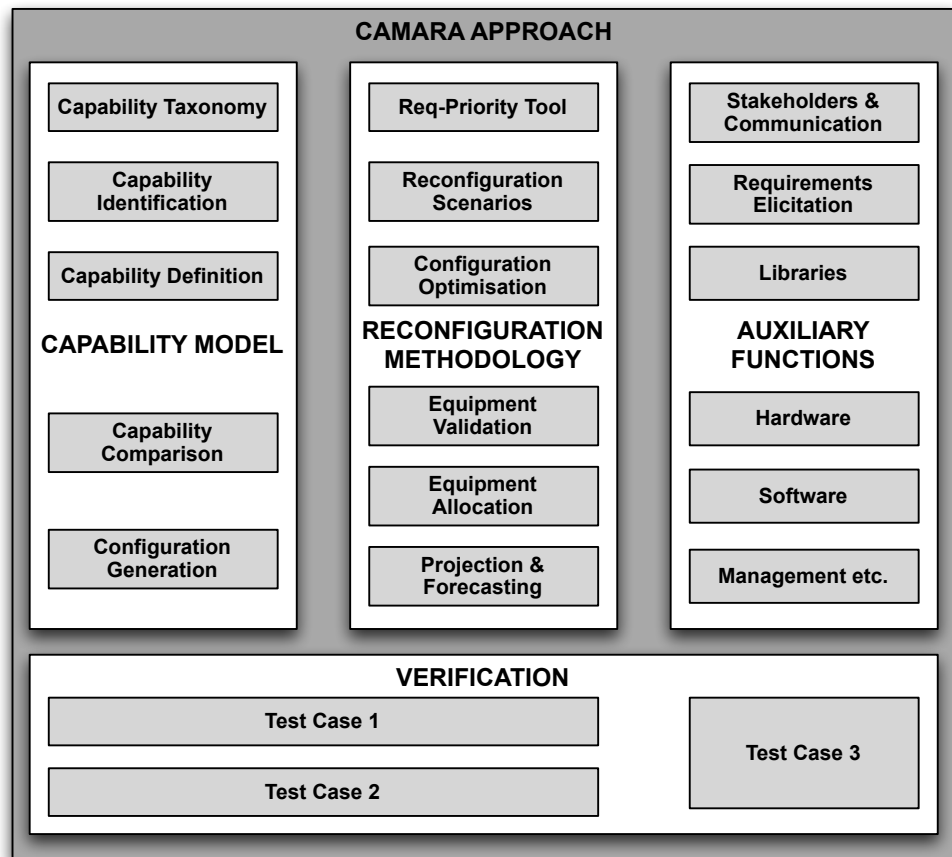 CAMARA APPROACH
Capability Taxonomy
Capability
Identification
Capability Definition
CAPABILITY MODEL
Capability
Comparison
Configuration
Generation
Req-Priority Tool
Reconfiguration
Scenarios
Configuration
Optimisation
RECONFIGURATION
METHODOLOGY
Equipment
Validation
Equipment
Allocation
Projection &
Forecasting
Stakeholders &
Communication
Requirements
Elicitation
Libraries
AUXILIARY
FUNCTIONS
Hardware
Software
Management etc.
VERIFICATION
Test Case 1
Test Case 2
Test Case 3